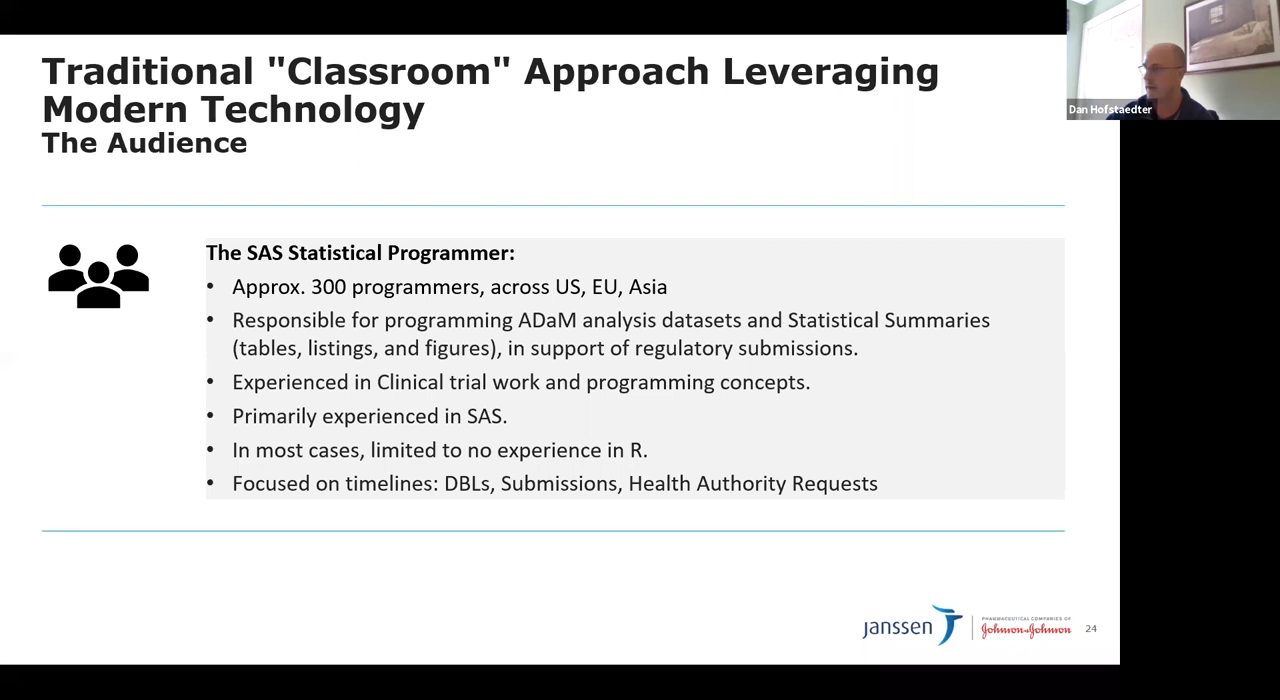 Traditional "Classroom" Approach Leveraging
Modern Technology
The Audience
Dan Hofstaedter
The SAS Statistical Programmer:
• Approx. 300 programmers, across US, EU, Asia
• Responsible for programming ADaM analysis datasets and Statistical Summaries
(tables, listings, and figures), in support of regulatory submissions.
• Experienced in Clinical trial work and programming concepts.
• Primarily experienced in SAS.
• In most cases, limited to no experience in R.
• Focused on timelines: DBLs, Submissions, Health Authority Requests
janssen
PHARMACEUTICAL COMPANIES OF
Johnson & Johnson
24